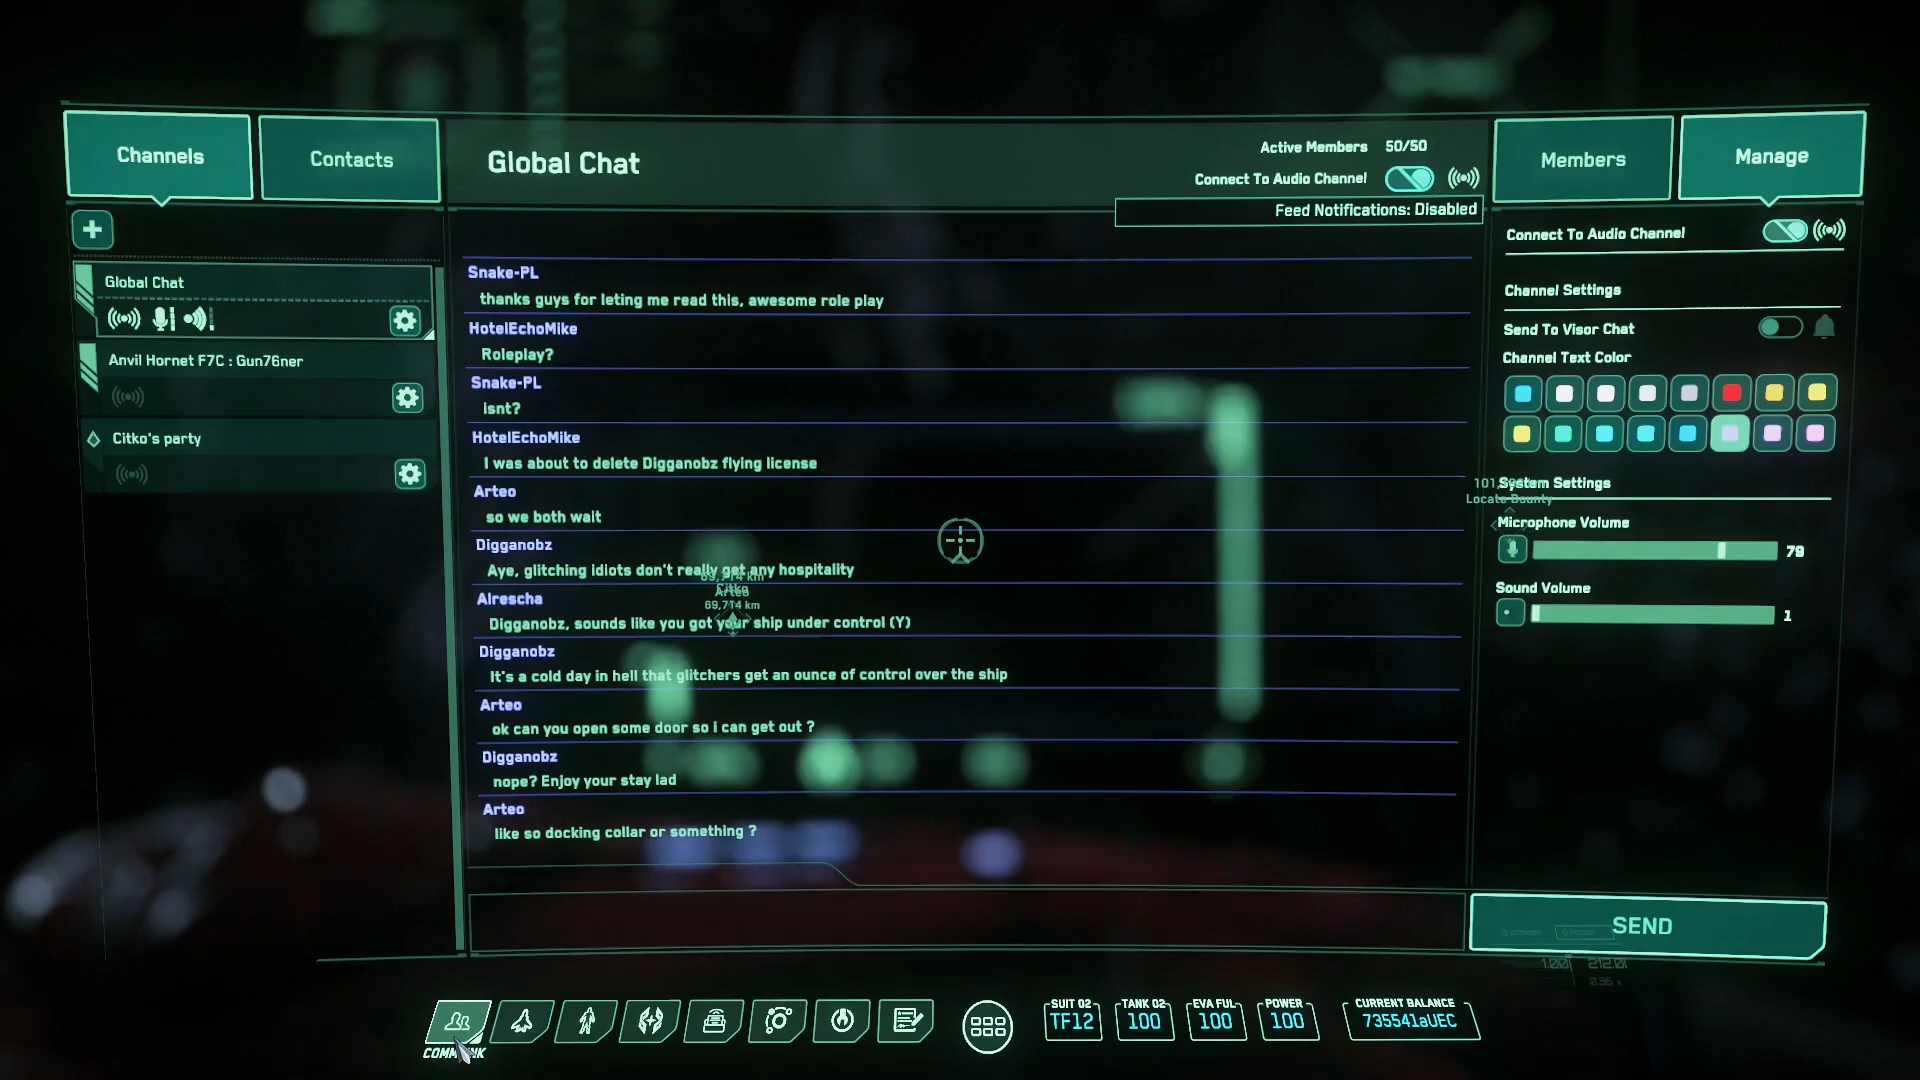 Channels
Contacts
Global Chat
Active Members 50/50
Connect To Audio Channel
Feed Notifications: Disabled
Members
Manage
Global Chat
Anvil Hornet F7C : Gun76ner
Citko's party
Snake-PL
thanks guys for leting me read this, awesome role play
HotelEchoMike
Roleplay?
Snake-PL
isnt?
HotelEchoMike
I was about to delete Digganobz flying license
Arteo
so we both wait
Digganobz
Aye, glitching idiots don't really get any hospitality
Alrescha
Digganobz, sounds like you got your ship under control (Y)
Digganobz
It's a cold day in hell that glitchers get an ounce of control over the ship
Arteo
ok can you open some door so i can get out ?
Digganobz
nope? Enjoy your stay lad
Arteo
like so docking collar or something ?
Citko
Arteo
69,714 km
Connect To Audio Channel
Channel Settings
Send To Visor Chat
Channel Text Color
System Settings
Locate Bounty
Microphone Volume
79
Sound Volume
1
SEND
SUIT 02
TF12
TANK 02
100
EVA FUL
100
POWER
100
CURRENT BALANCE
735541aUEC